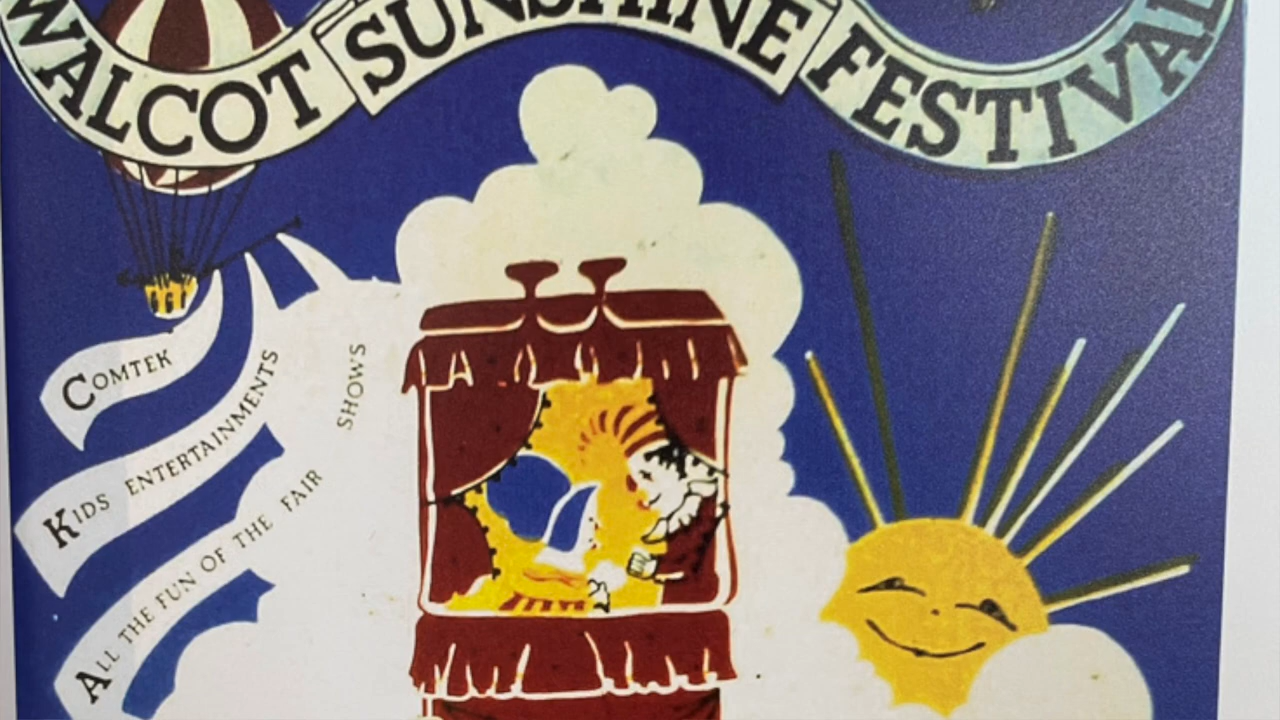 WALCOT SUNSHINE FESTIVAL
COMTEK
KIDS ENTERTAINMENTS
SHOWS
ALL THE FUN OF THE FAIR